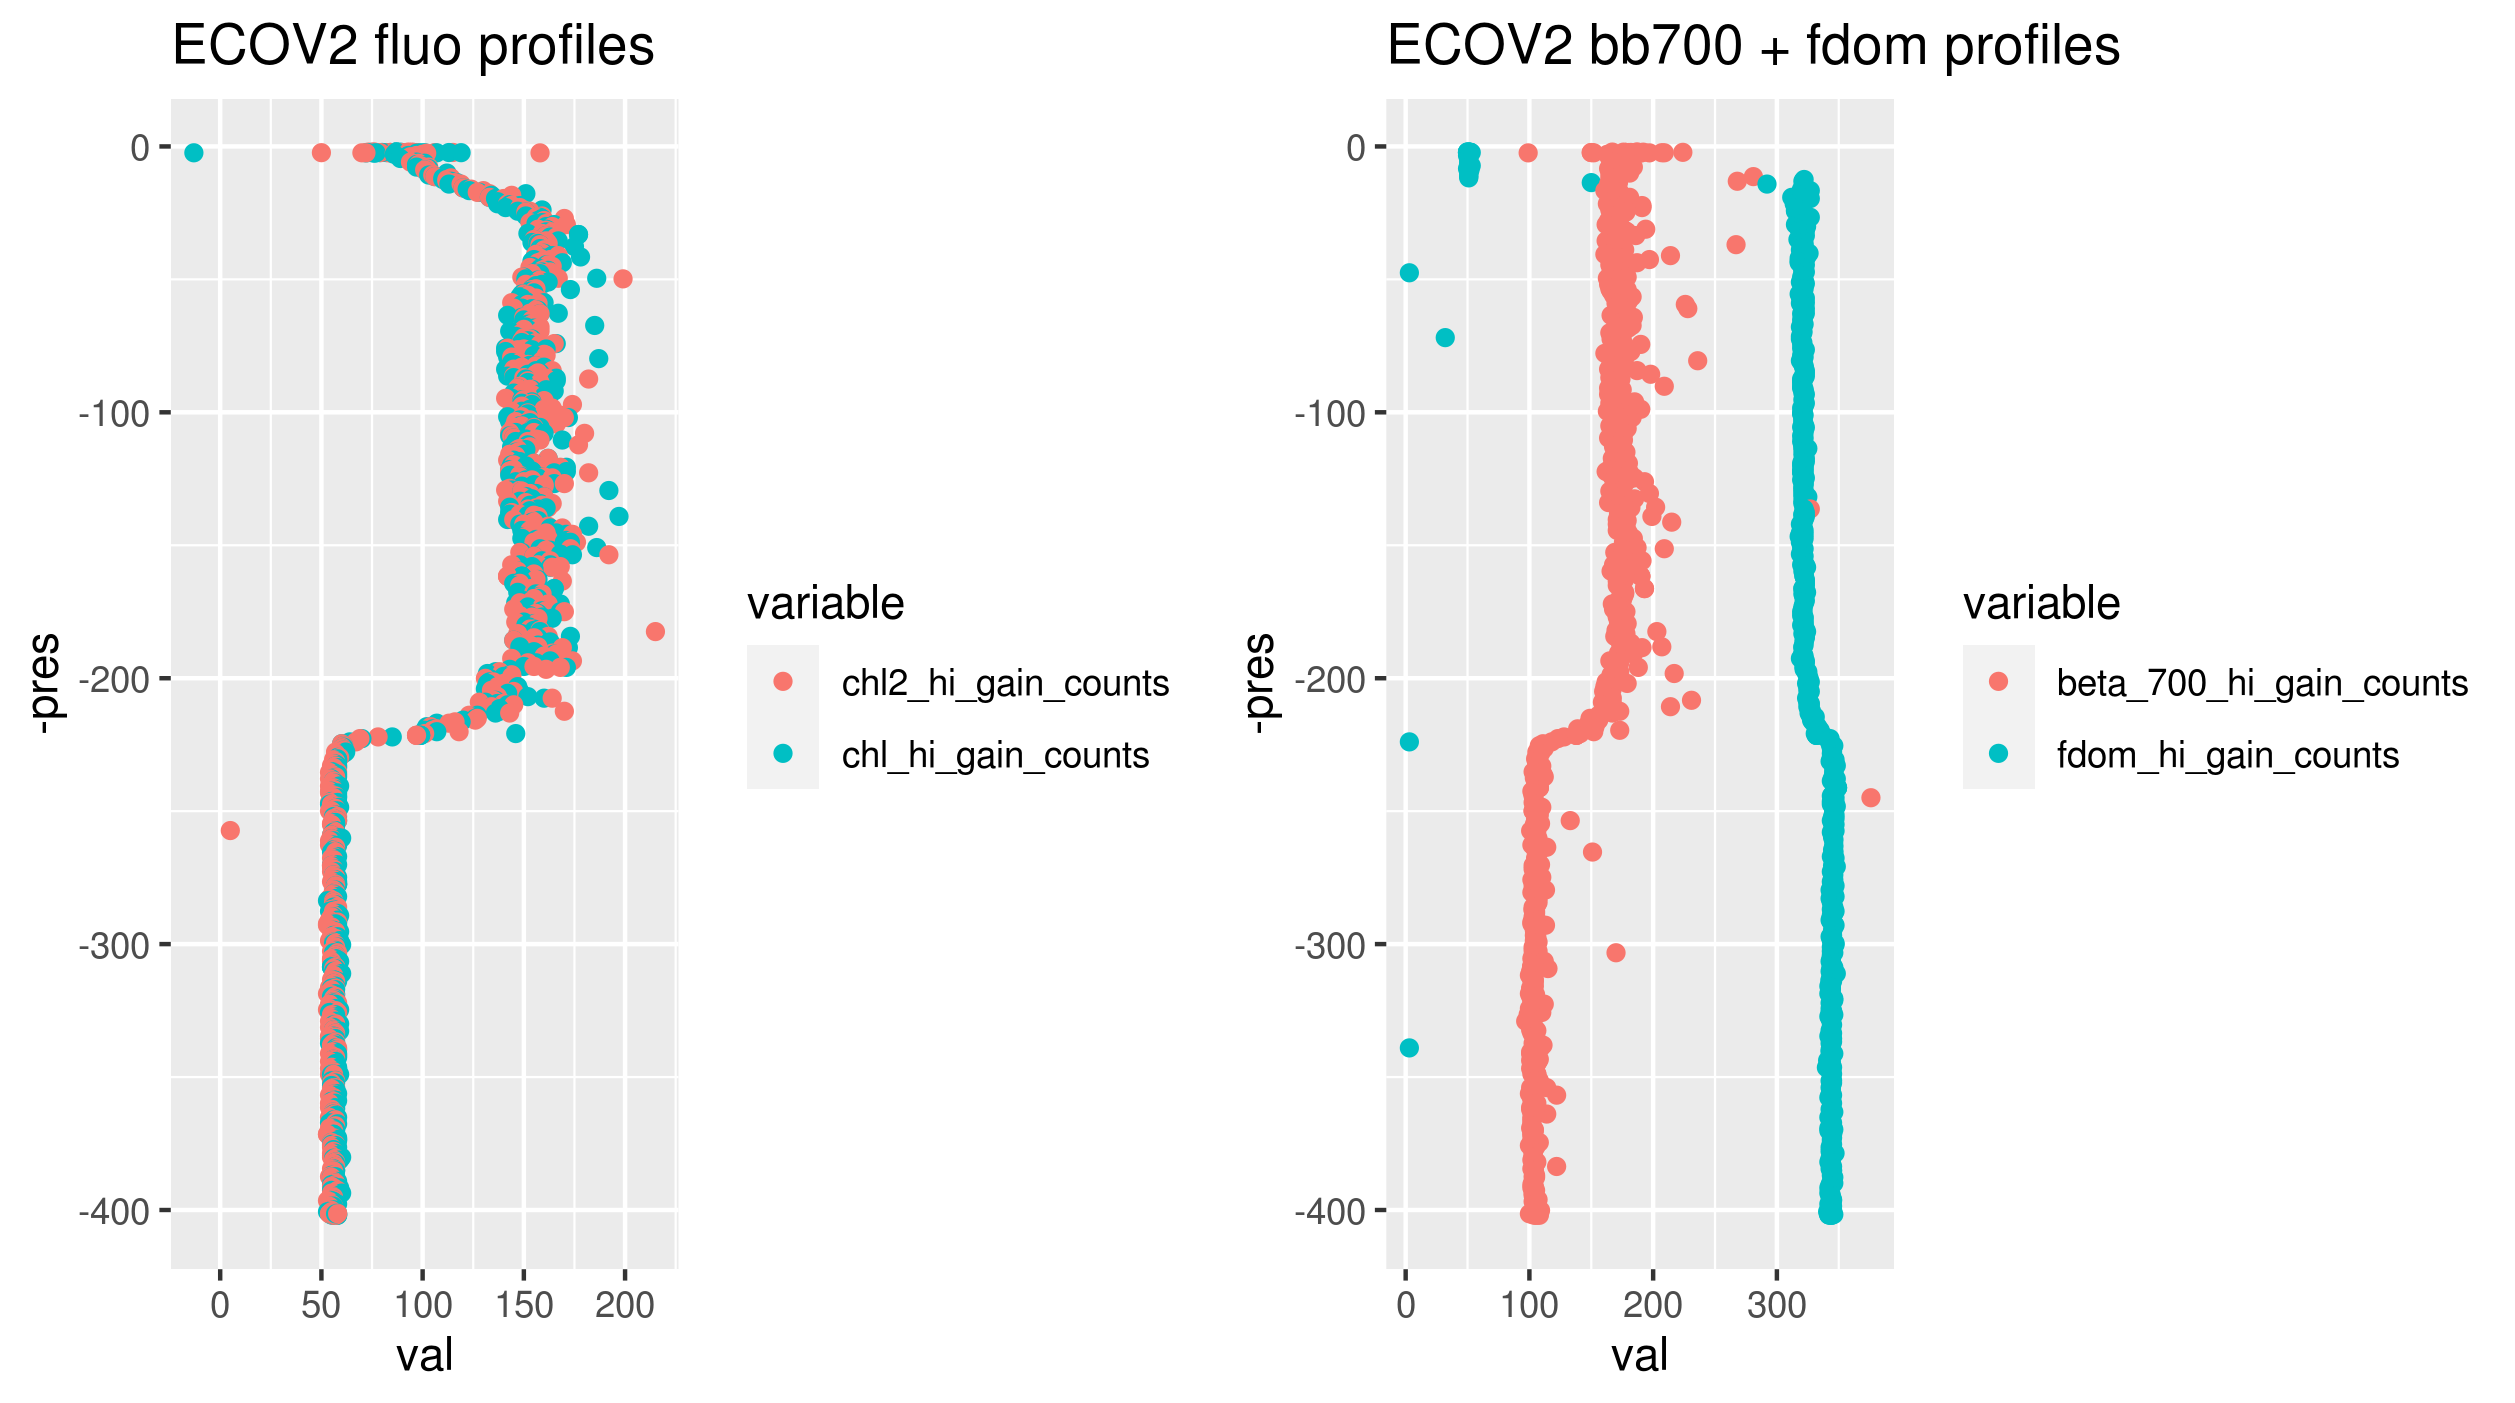 ECOV2 fluo profiles
0
-100
-200
-300
-400
-pres
0 50 100 150 200
val
variable
chl2_hi_gain_counts
chl_hi_gain_counts
ECOV2 bb700 + fdom profiles
0
-100
-200
-300
-400
-pres
0 100 200 300
val
variable
beta_700_hi_gain_counts
fdom_hi_gain_counts